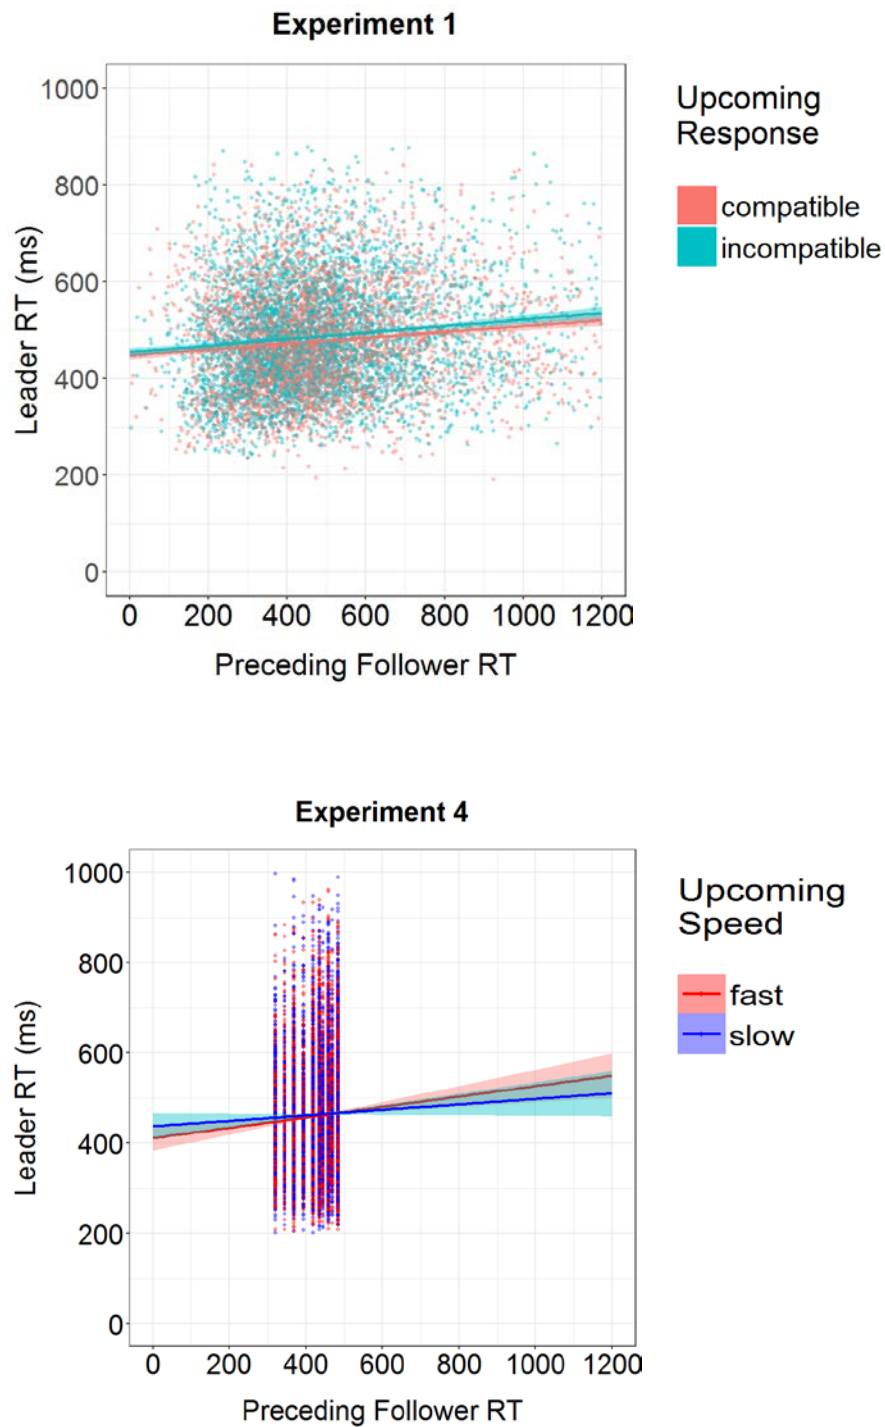 Experiment 1
1000
800
600
400
200
0
Leader RT (ms)
0 200 400 600 800 1000 1200
Preceding Follower RT
Upcoming
Response
compatible
incompatible
Experiment 4
1000
800
600
400
200
0
Leader RT (ms)
0 200 400 600 800 1000 1200
Preceding Follower RT
Upcoming
Speed
fast
slow